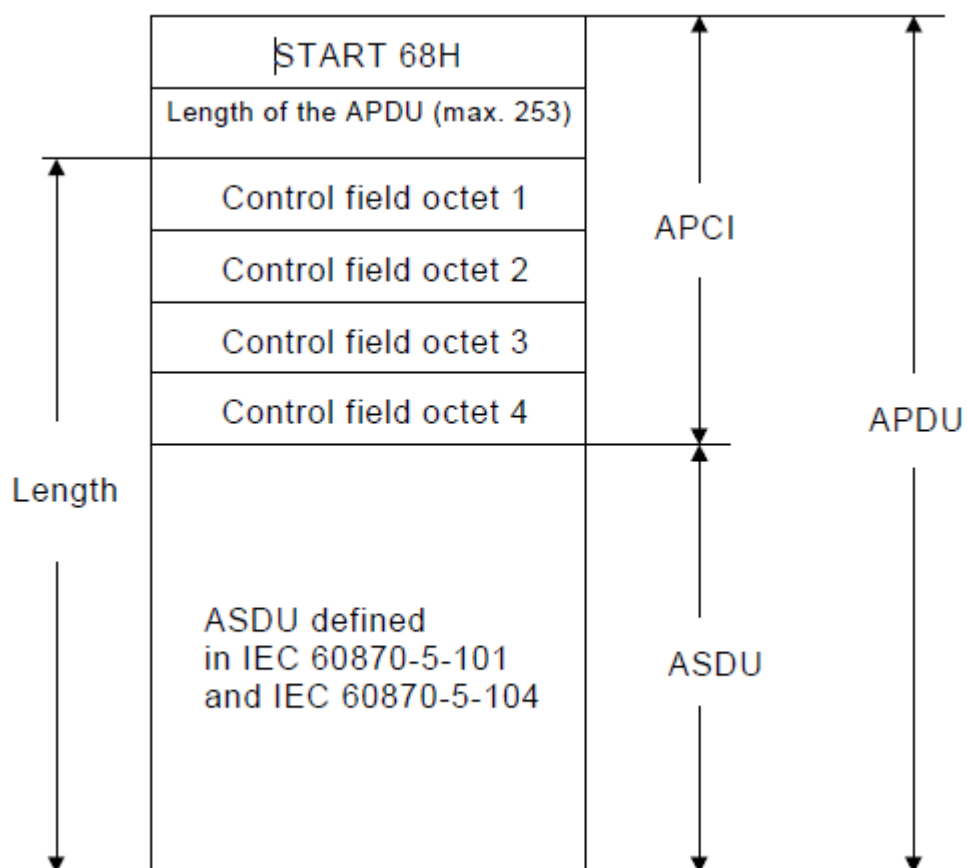 START 68H
Length of the APDU (max. 253)
Control field octet 1
APCI
Control field octet 2
Control field octet 3
Control field octet 4
APDU
Length
ASDU defined
in IEC 60870-5-101
and IEC 60870-5-104
ASDU